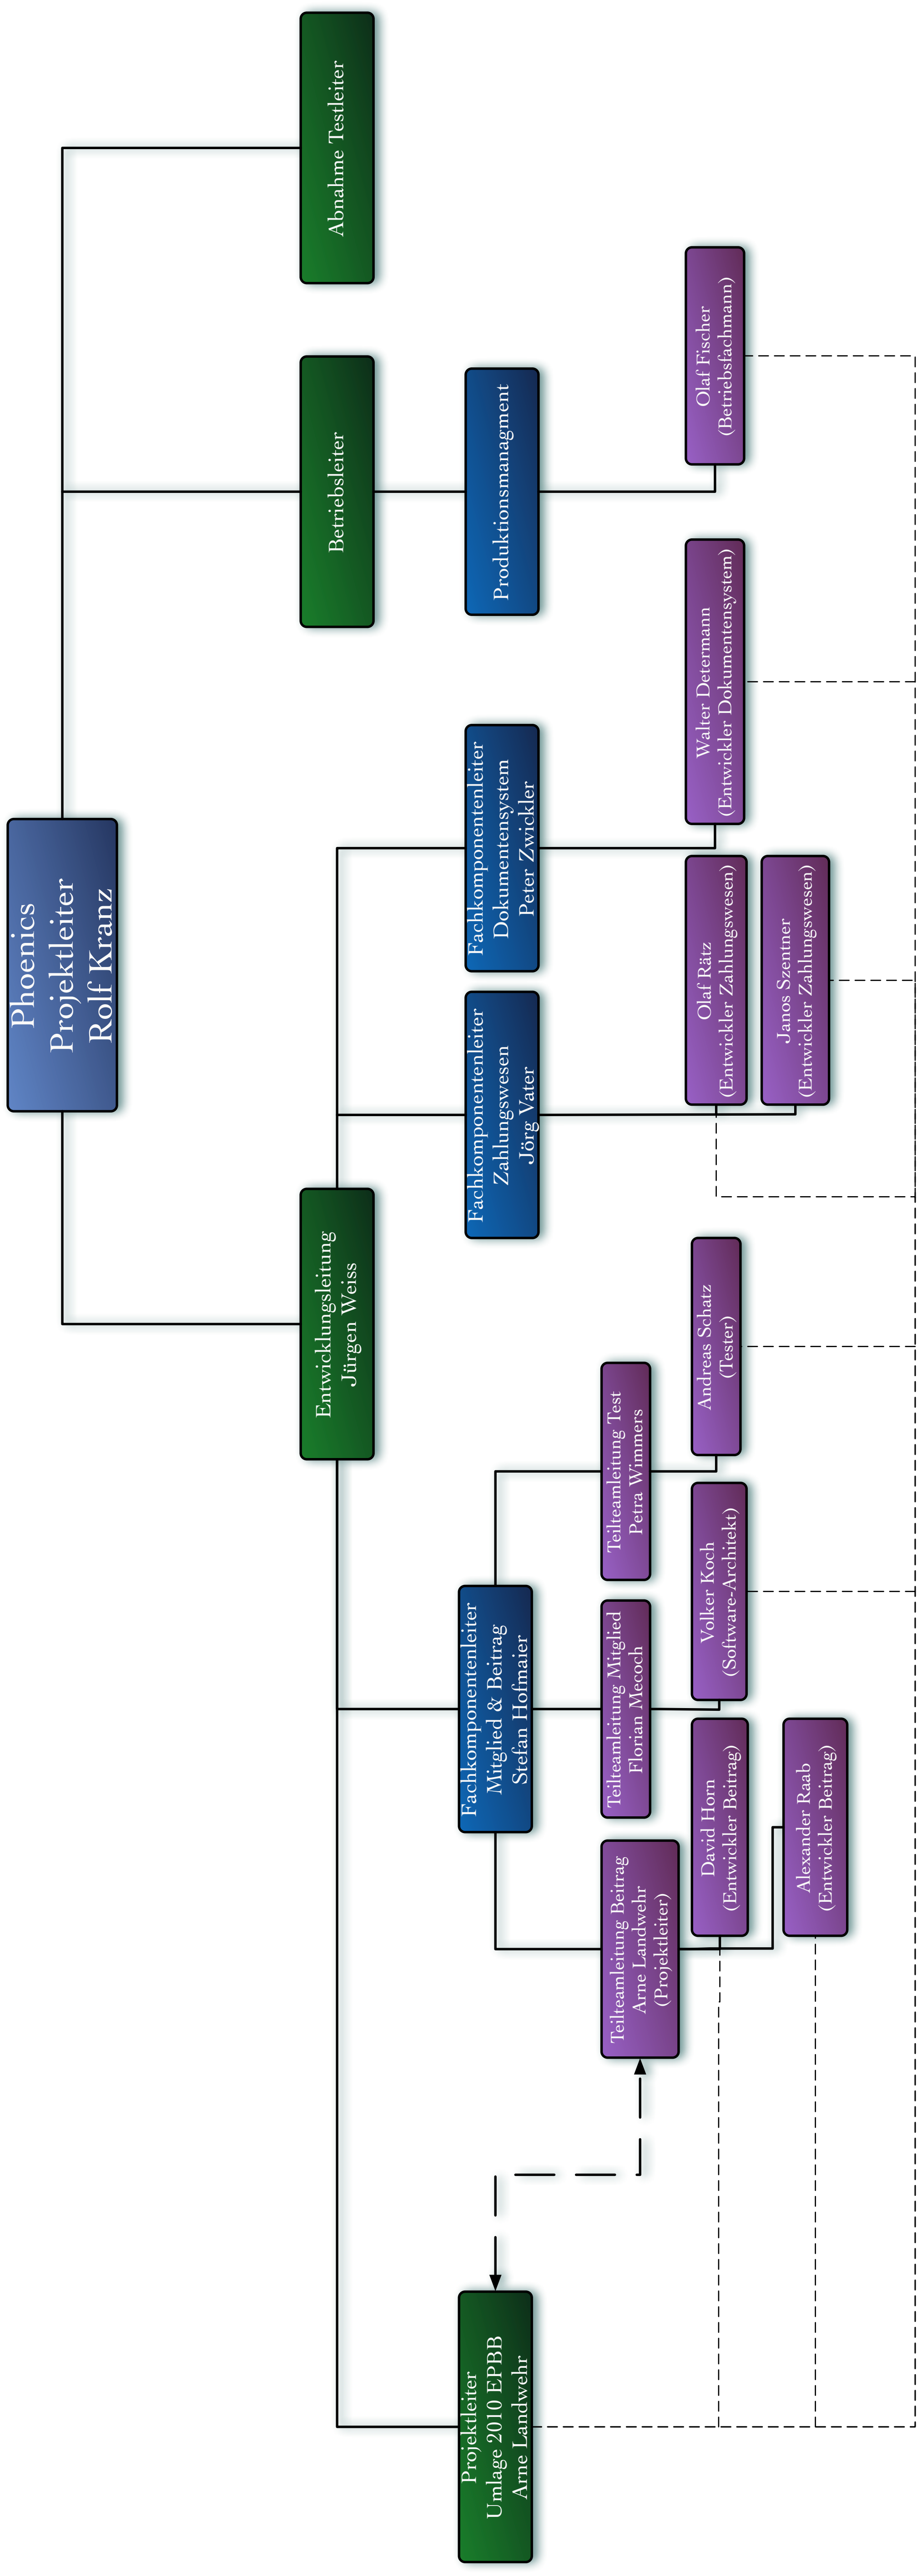 Phoenics
Projektleiter
Rolf Kranz
Entwicklungsleitung
Jürgen Weiss
Betriebsleiter
Abnahme Testleiter
Projektleiter
Umlage 2010 EPBB
Arne Landwehr
Fachkomponentenleiter
Mitglied & Beitrag
Stefan Hofmaier
Fachkomponentenleiter
Zahlungswesen
Jörg Vater
Fachkomponentenleiter
Dokumentensystem
Peter Zwickler
Produktionsmanagment
Teilteamleitung Beitrag
Arne Landwehr
(Projektleiter)
Teilteamleitung Mitglied
Florian Mecoch
Teilteamleitung Test
Petra Wimmers
David Horn
(Entwickler Beitrag)
Volker Koch
(Software-Architekt)
Andreas Schatz
(Tester)
Olaf Rätz
(Entwickler Zahlungswesen)
Walter Determann
(Entwickler Dokumentensystem)
Olaf Fischer
(Betriebsfachmann)
Alexander Raab
(Entwickler Beitrag)
Janos Szentner
(Entwickler Zahlungswesen)